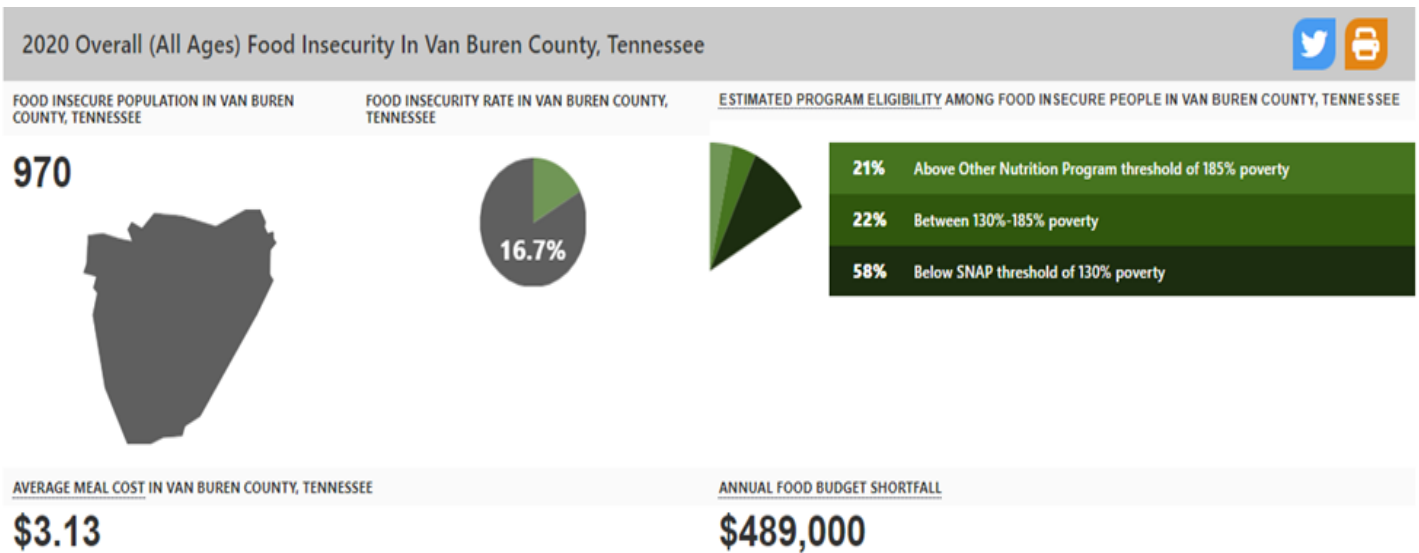 2020 Overall (All Ages) Food Insecurity In Van Buren County, Tennessee
FOOD INSECURE POPULATION IN VAN BUREN
COUNTY, TENNESSEE
970
FOOD INSECURITY RATE IN VAN BUREN COUNTY,
TENNESSEE
16.7%
ESTIMATED PROGRAM ELIGIBILITY AMONG FOOD INSECURE PEOPLE IN VAN BUREN COUNTY, TENNESSEE
21% Above Other Nutrition Program threshold of 185% poverty
22% Between 130%-185% poverty
58% Below SNAP threshold of 130% poverty
AVERAGE MEAL COST IN VAN BUREN COUNTY, TENNESSEE
$3.13
ANNUAL FOOD BUDGET SHORTFALL
$489,000